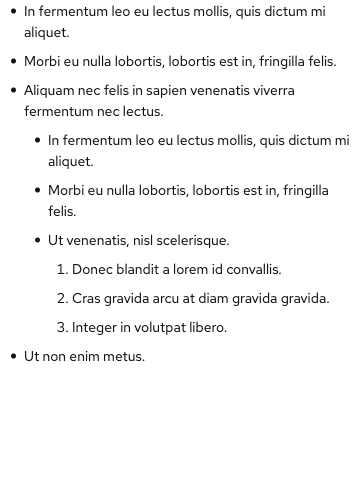 • In fermentum leo eu lectus mollis, quis dictum mi
aliquet.
• Morbi eu nulla lobortis, lobortis est in, fringilla felis.
• Aliquam nec felis in sapien venenatis viverra
fermentum nec lectus.
• In fermentum leo eu lectus mollis, quis dictum mi
aliquet.
• Morbi eu nulla lobortis, lobortis est in, fringilla
felis.
• Ut venenatis, nisl scelerisque.
1. Donec blandit a lorem id convallis.
2. Cras gravida arcu at diam gravida gravida.
3. Integer in volutpat libero.
• Ut non enim metus.